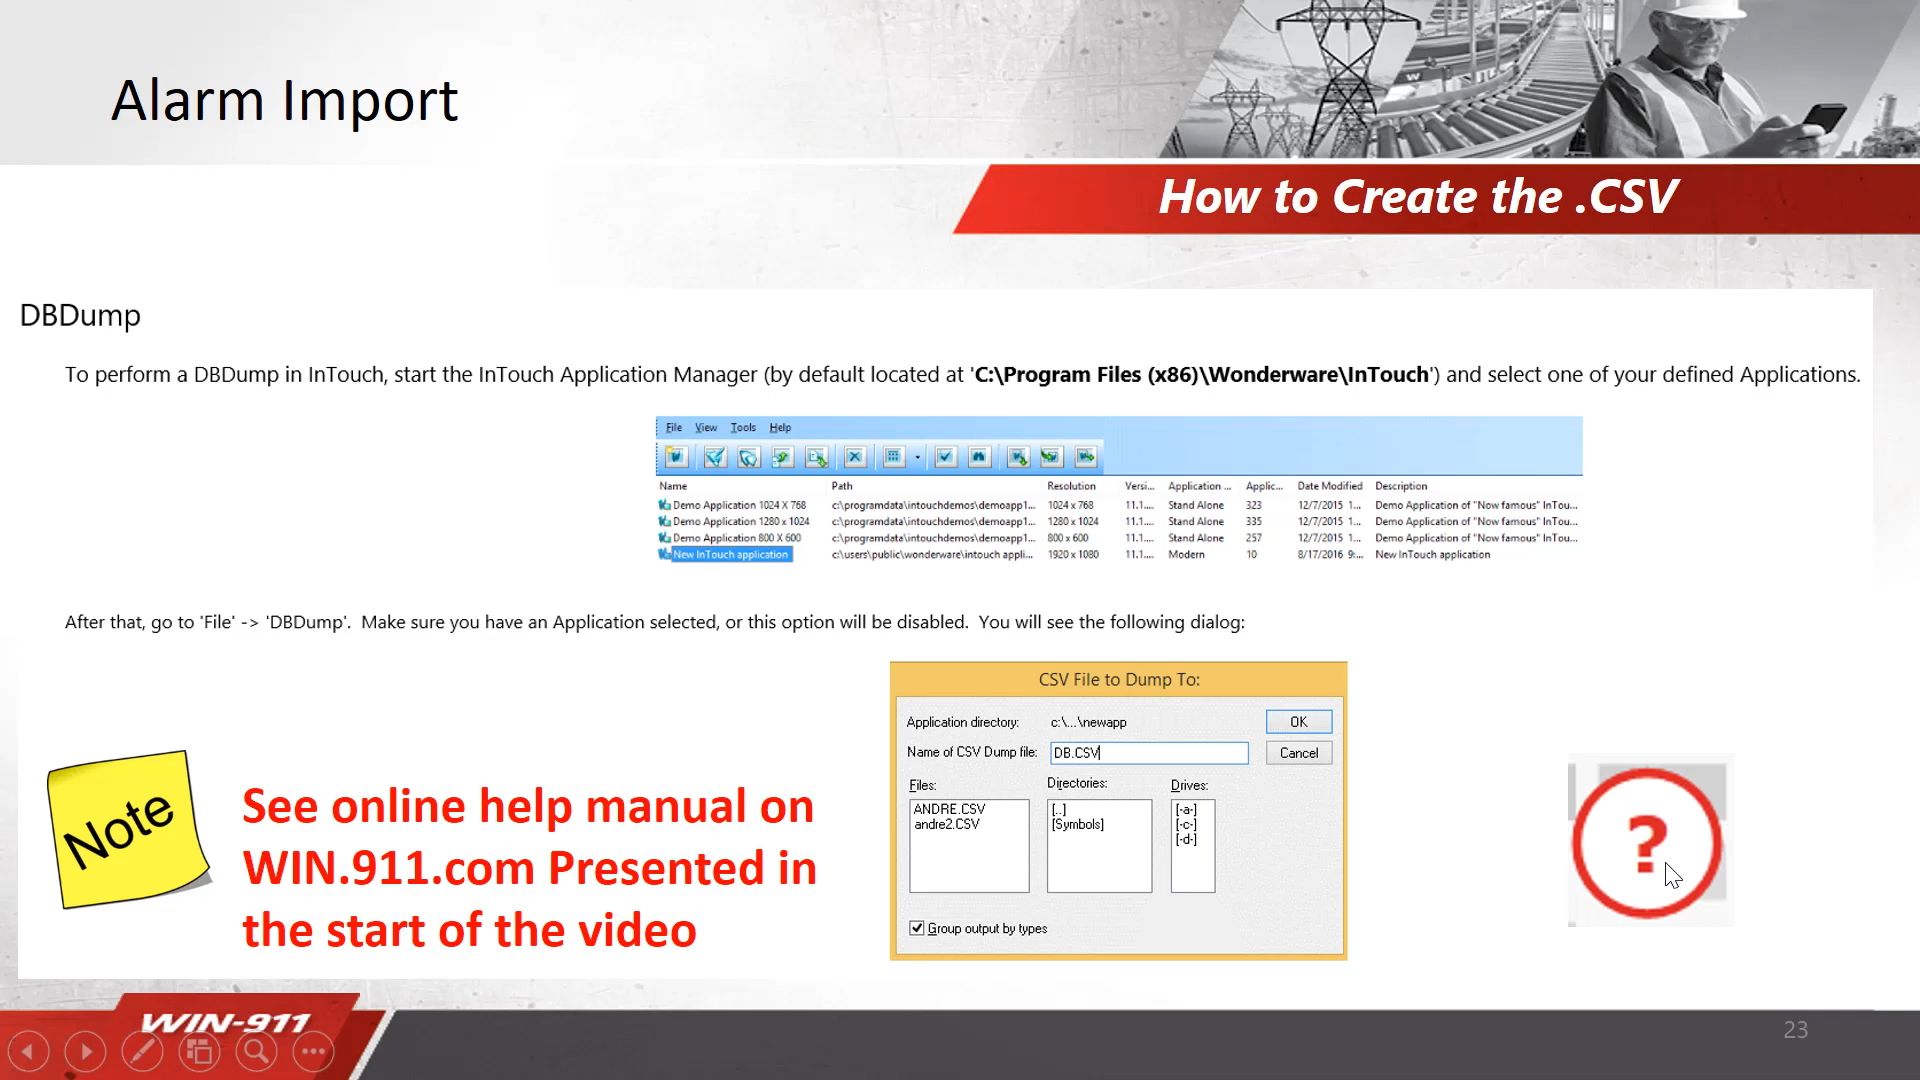 Alarm Import
How to Create the .CSV
DBDump
To perform a DBDump in InTouch, start the InTouch Application Manager (by default located at 'C:\Program Files (x86)\Wonderware\InTouch') and select one of your defined Applications.
File View Tools Help
Name Path Resolution Versi... Application ... Applic... Date Modified Description
Demo Application 1024 X 768 c:\programdata\intouchdemos\demoapp1... 1024 x 768 11.1.... Stand Alone 323 12/7/2015 1... Demo Application of "Now famous" InTou...
Demo Application 1280 x 1024 c:\programdata\intouchdemos\demoapp1... 1280 x 1024 11.1.... Stand Alone 335 12/7/2015 1... Demo Application of "Now famous" InTou...
Demo Application 800 X 600 c:\programdata\intouchdemos\demoapp1... 800 x 600 11.1.... Stand Alone 257 12/7/2015 1... Demo Application of "Now famous" InTou...
New InTouch application c:\users\public\wonderware\intouch appli... 1920 x 1080 11.1.... Modern 10 8/17/2016 9:... New InTouch application
After that, go to 'File' -> 'DBDump'. Make sure you have an Application selected, or this option will be disabled. You will see the following dialog:
CSV File to Dump To:
Application directory: c:\...\newapp OK
Name of CSV Dump file: DB.CSV Cancel
Files: Directories: Drives:
ANDRE.CSV [..] [-a-]
andre2.CSV [Symbols] [-c-]
[-d-]
Group output by types
Note
See online help manual on
WIN.911.com Presented in
the start of the video
?
WIN-911
23